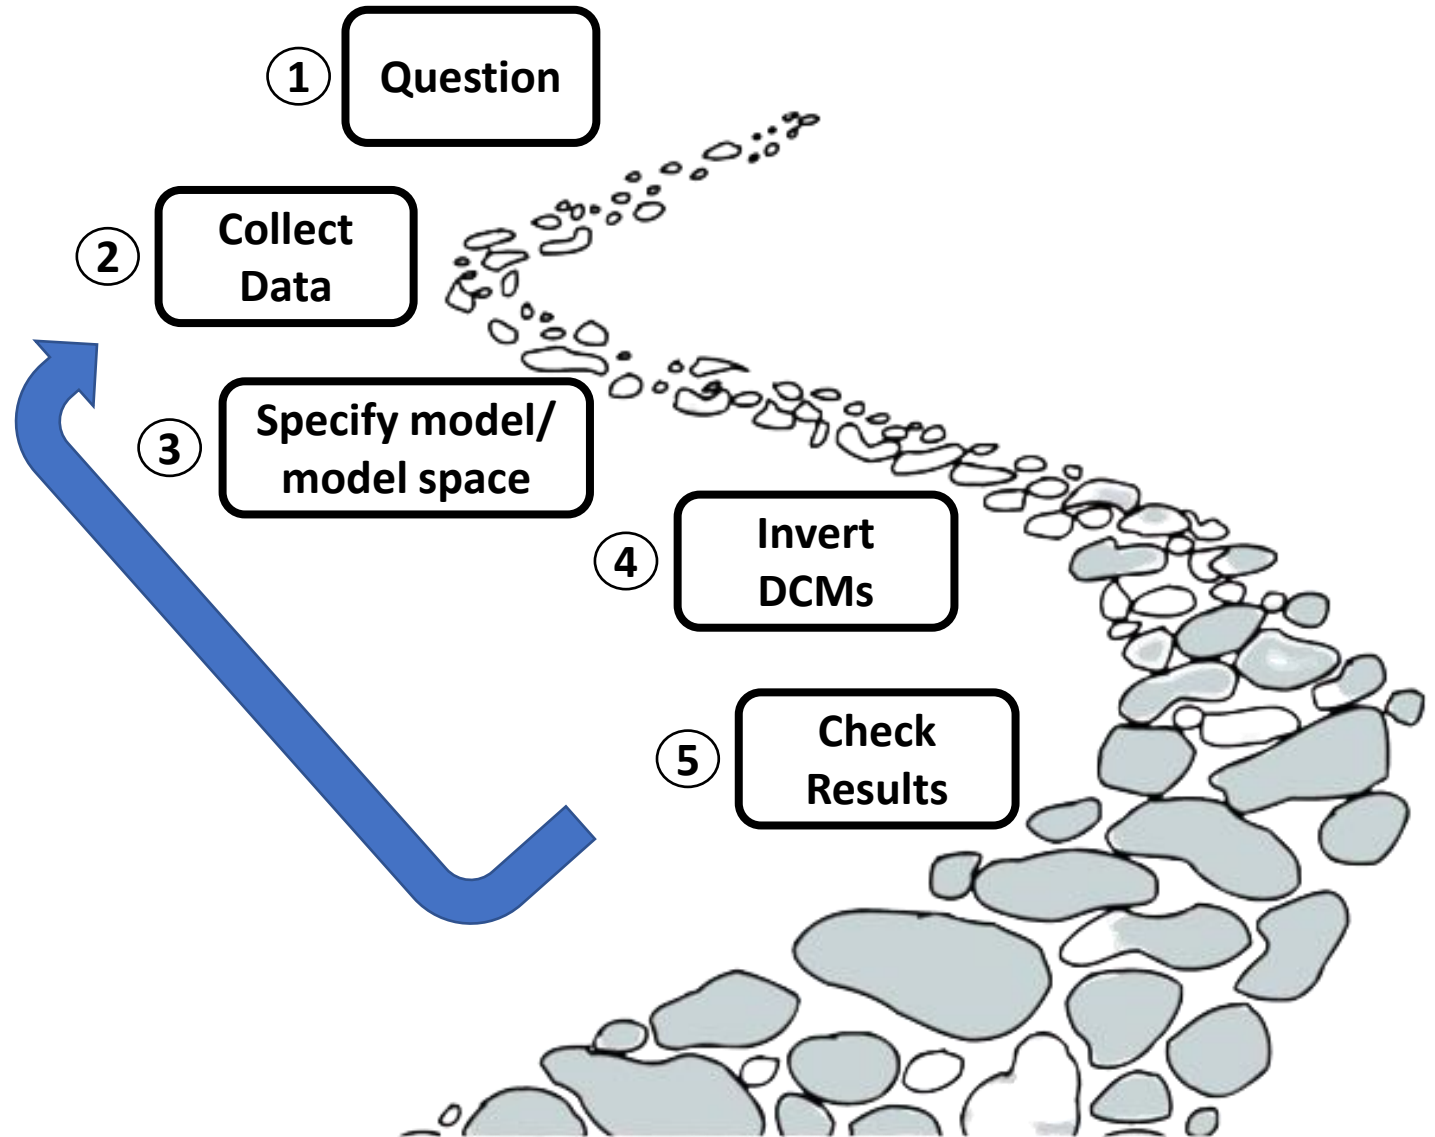 1
Question
2
Collect
Data
3
Specify model/
model space
4
Invert
DCMs
5
Check
Results